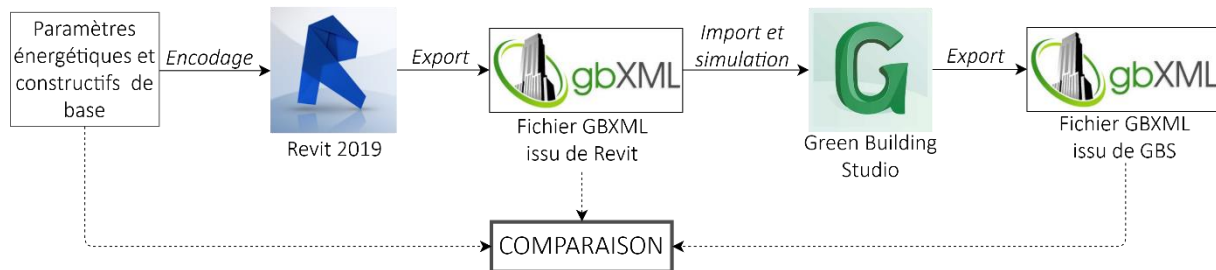 Paramètres
énergétiques et
constructifs de
base
Encodage
Revit 2019
Export
gbXML
Fichier GBXML
issu de Revit
Import et
simulation
Green Building
Studio
Export
gbXML
Fichier GBXML
issu de GBS
COMPARAISON